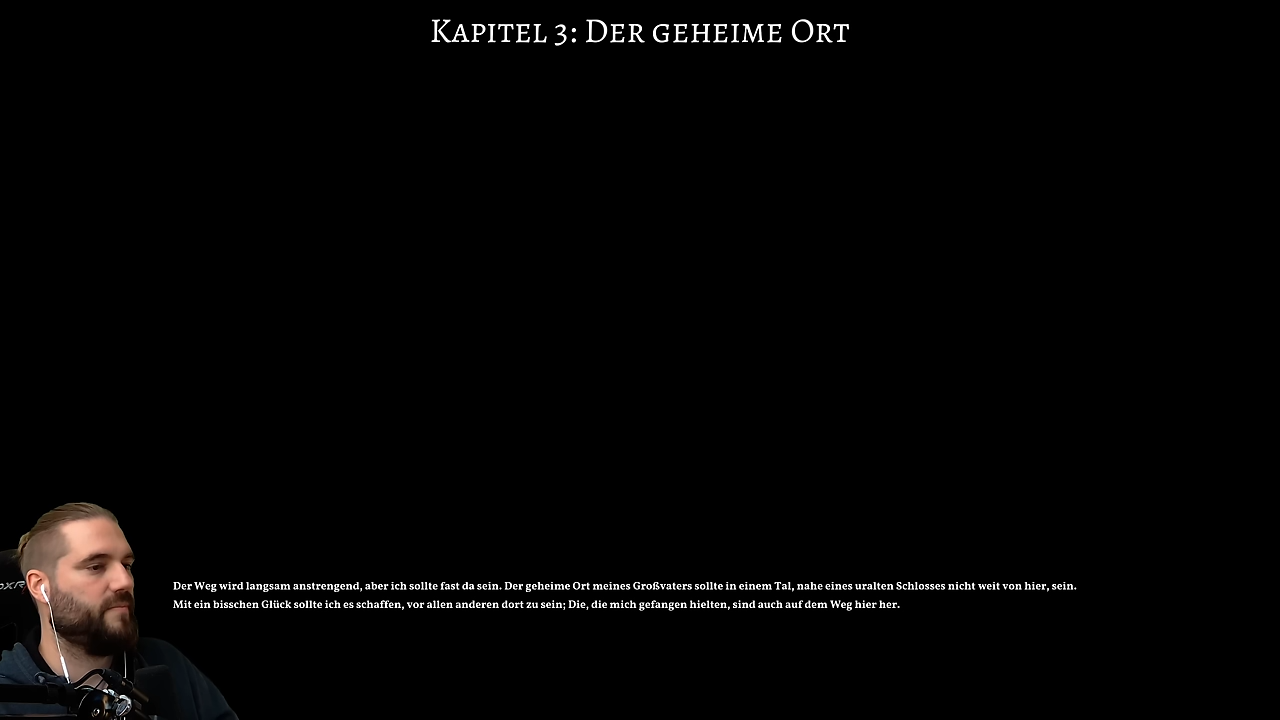 Kapitel 3: Der geheime Ort
Der Weg wird langsam anstrengend, aber ich sollte fast da sein. Der geheime Ort meines Großvaters sollte in einem Tal, nahe eines uralten Schlosses nicht weit von hier, sein.
Mit ein bisschen Glück sollte ich es schaffen, vor allen anderen dort zu sein; Die, die mich gefangen hielten, sind auch auf dem Weg hier her.